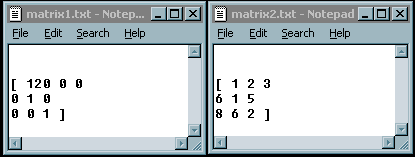 matrix1.txt - Notep...
File Edit Search Help
[ 120 0 0
0 1 0
0 0 1 ]
matrix2.txt - Notepad
File Edit Search Help
[ 1 2 3
6 1 5
8 6 2 ]